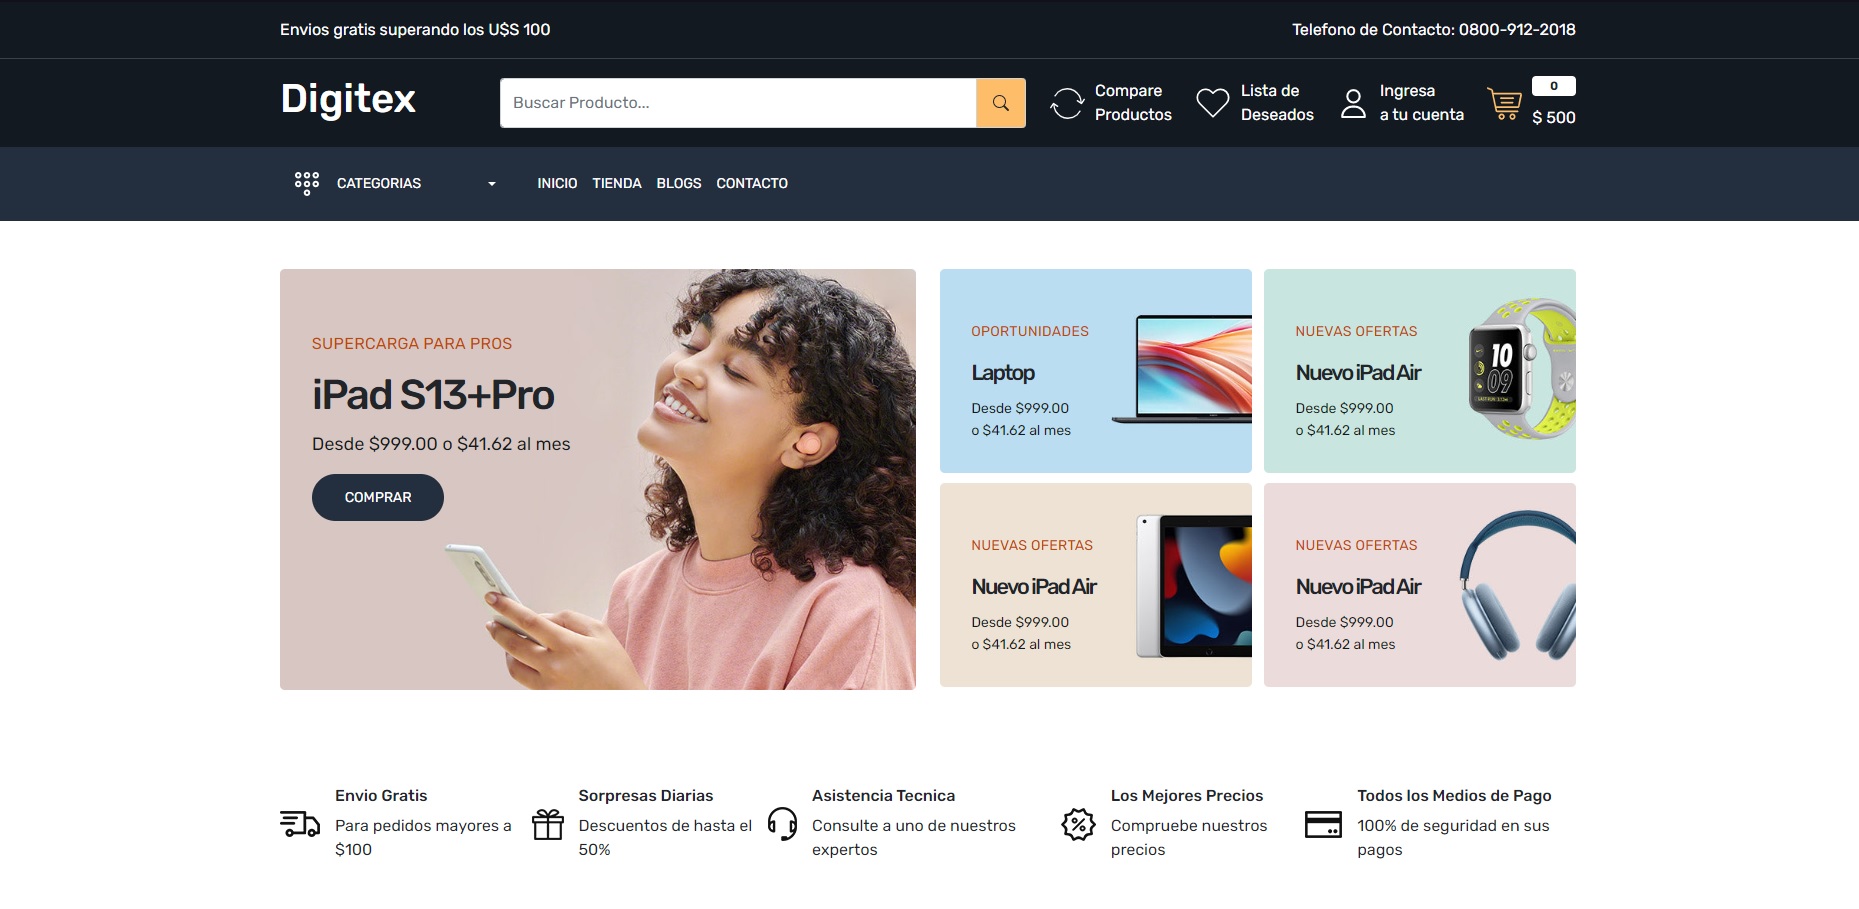 Envios gratis superando los U$S 100
Telefono de Contacto: 0800-912-2018
Digitex
Buscar Producto...
Compare
Productos
Lista de
Deseados
Ingresa
a tu cuenta
0
$ 500
CATEGORIAS
INICIO TIENDA BLOGS CONTACTO
SUPERCARGA PARA PROS
iPad S13+Pro
Desde $999.00 o $41.62 al mes
COMPRAR
OPORTUNIDADES
Laptop
Desde $999.00
o $41.62 al mes
NUEVAS OFERTAS
Nuevo iPad Air
Desde $999.00
o $41.62 al mes
10
09
NUEVAS OFERTAS
Nuevo iPad Air
Desde $999.00
o $41.62 al mes
NUEVAS OFERTAS
Nuevo iPad Air
Desde $999.00
o $41.62 al mes
Envio Gratis
Para pedidos mayores a
$100
Sorpresas Diarias
Descuentos de hasta el
50%
Asistencia Tecnica
Consulte a uno de nuestros
expertos
Los Mejores Precios
Compruebe nuestros
precios
Todos los Medios de Pago
100% de seguridad en sus
pagos